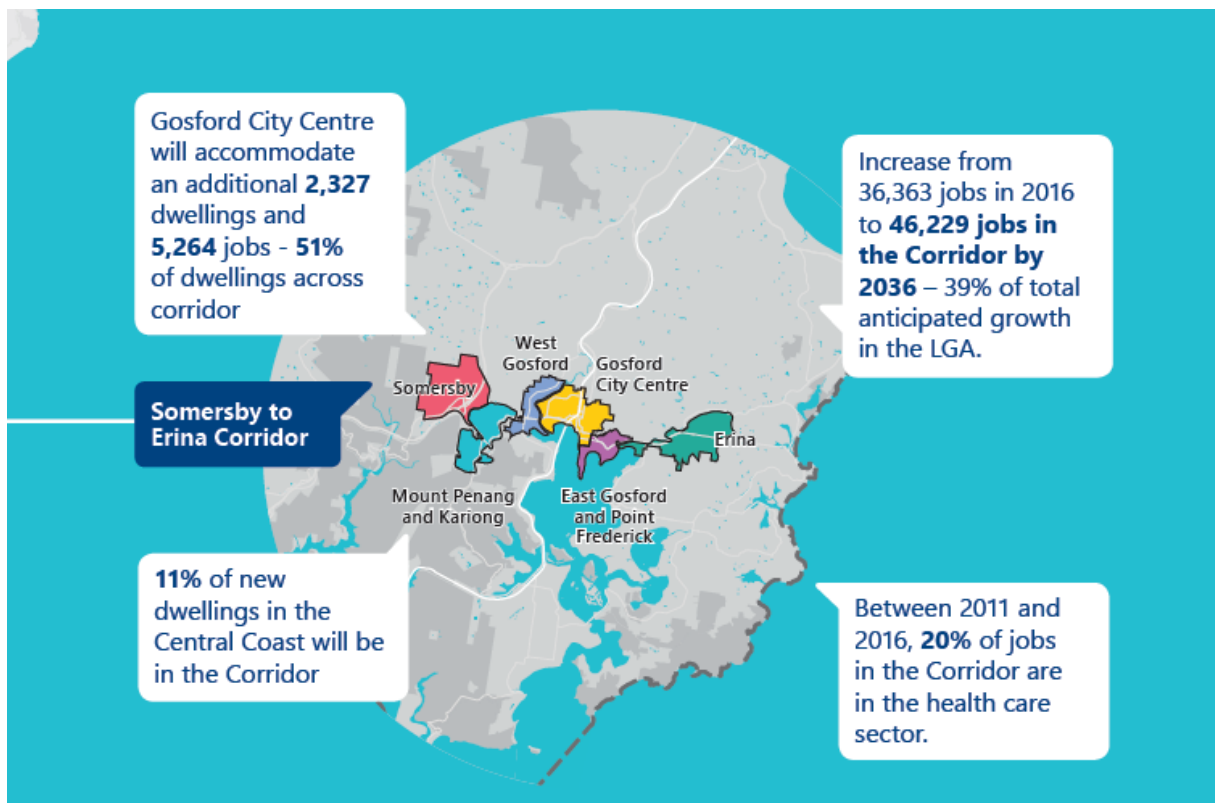 Gosford City Centre
will accommodate
an additional 2,327
dwellings and
5,264 jobs - 51%
of dwellings across
corridor
Increase from
36,363 jobs in 2016
to 46,229 jobs in
the Corridor by
2036 – 39% of total
anticipated growth
in the LGA.
West
Gosford
Gosford
City Centre
Somersby
Somersby to
Erina Corridor
Erina
Mount Penang
and Kariong
East Gosford
and Point
Frederick
11% of new
dwellings in the
Central Coast will be
in the Corridor
Between 2011 and
2016, 20% of jobs
in the Corridor are
in the health care
sector.